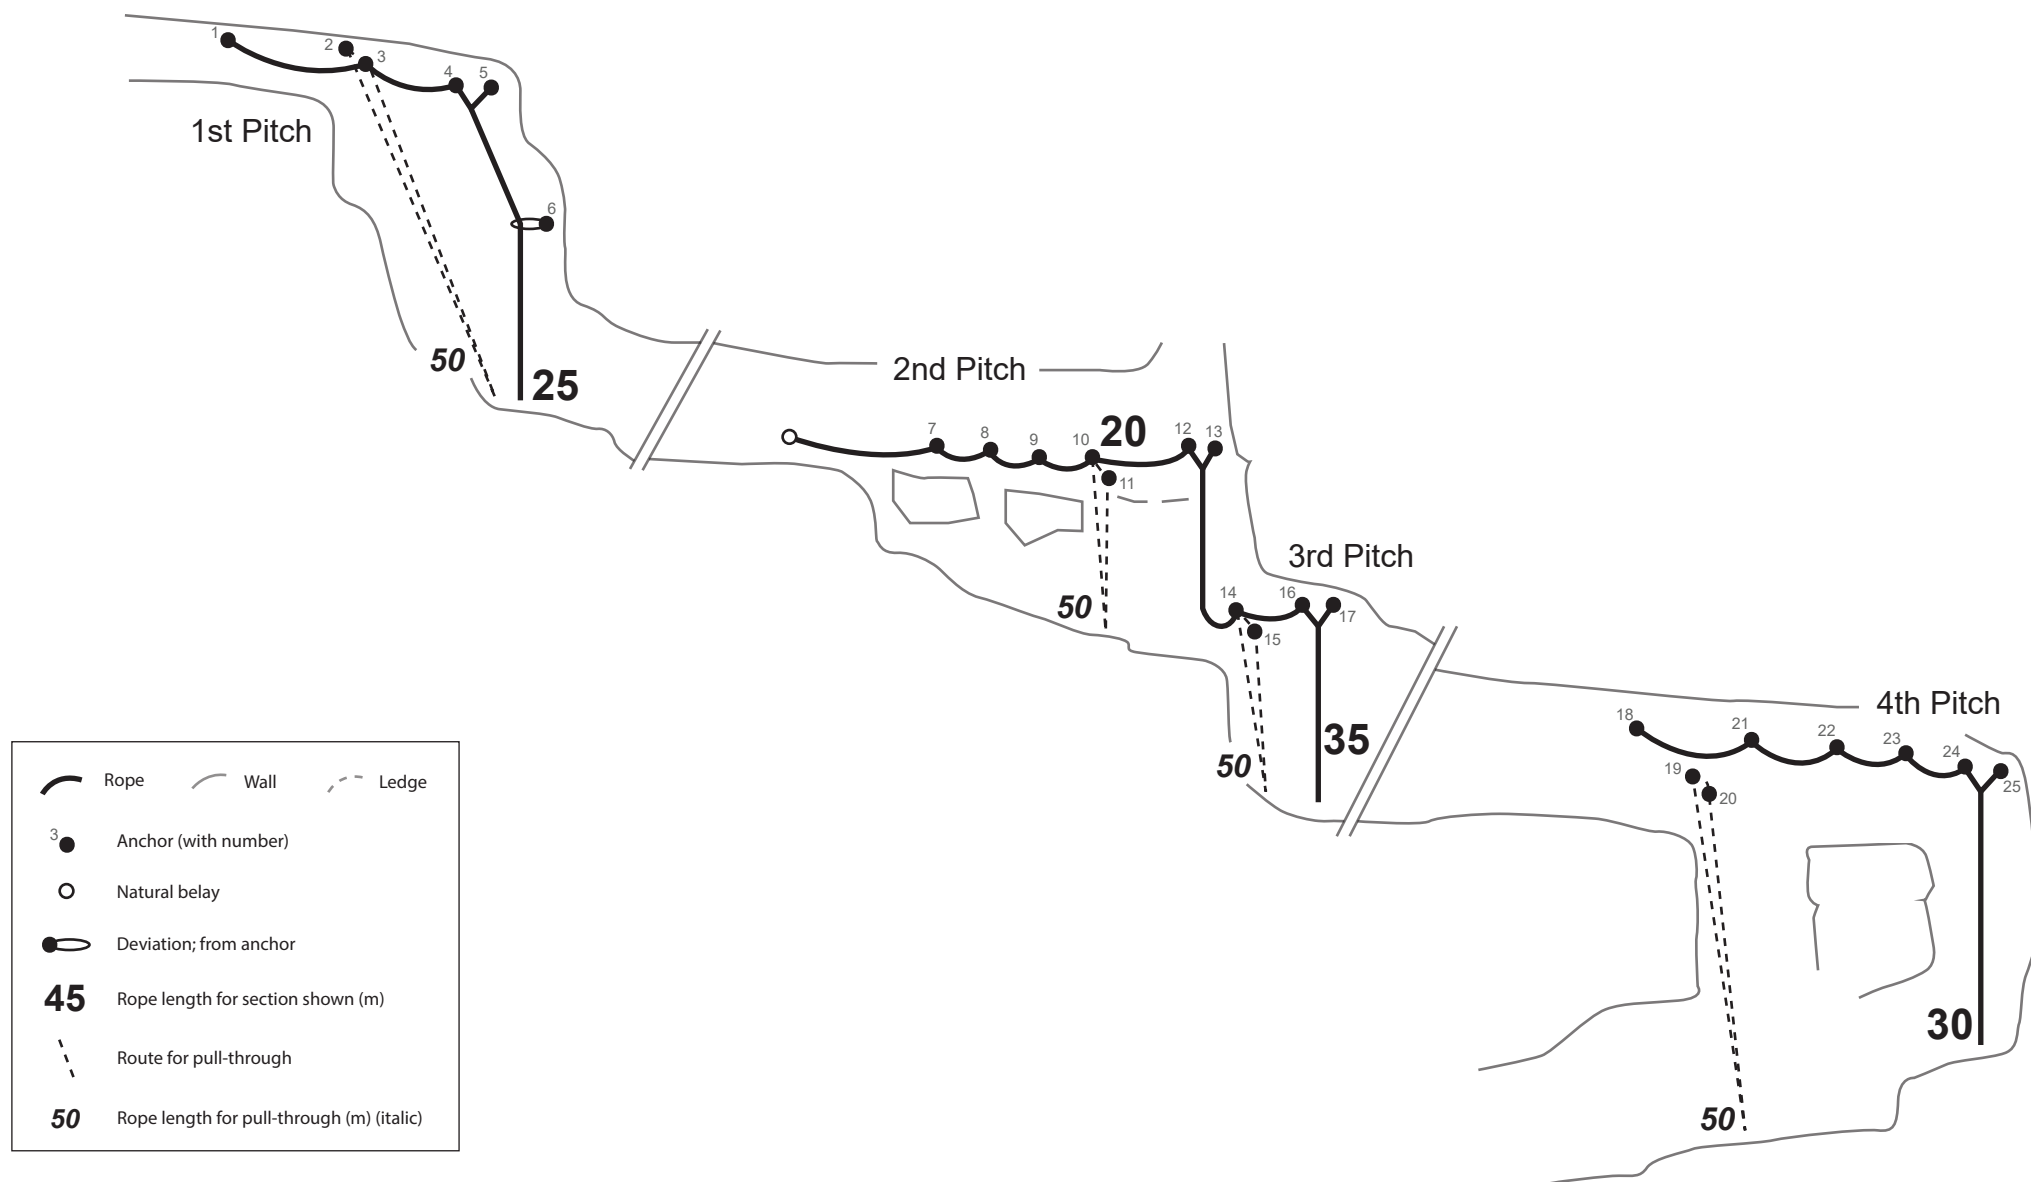 1
2
3
4
5
1st Pitch
6
50
25
2nd Pitch
7
8
9
10
20
12
13
11
50
3rd Pitch
14
16
17
15
35
50
4th Pitch
18
21
22
23
24
25
19
20
30
50
Rope
Wall
Ledge
3
Anchor (with number)
Natural belay
Deviation; from anchor
45
Rope length for section shown (m)
Route for pull-through
50
Rope length for pull-through (m) (italic)